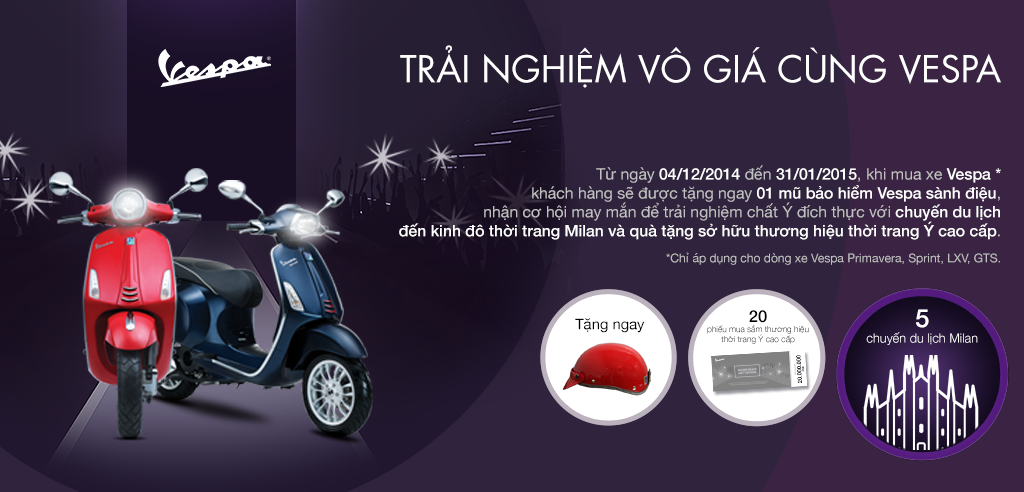 Vespa
TRẢI NGHIỆM VÔ GIÁ CÙNG VESPA
Từ ngày 04/12/2014 đến 31/01/2015, khi mua xe Vespa *
khách hàng sẽ được tặng ngay 01 mũ bảo hiểm Vespa sành điệu,
nhận cơ hội may mắn để trải nghiệm chất Ý đích thực với chuyến du lịch
đến kinh đô thời trang Milan và quà tặng sở hữu thương hiệu thời trang Ý cao cấp.
*Chỉ áp dụng cho dòng xe Vespa Primavera, Sprint, LXV, GTS.
Tặng ngay
20
phiếu mua sắm thương hiệu
thời trang Ý cao cấp
20.000.000
5
chuyến du lịch Milan